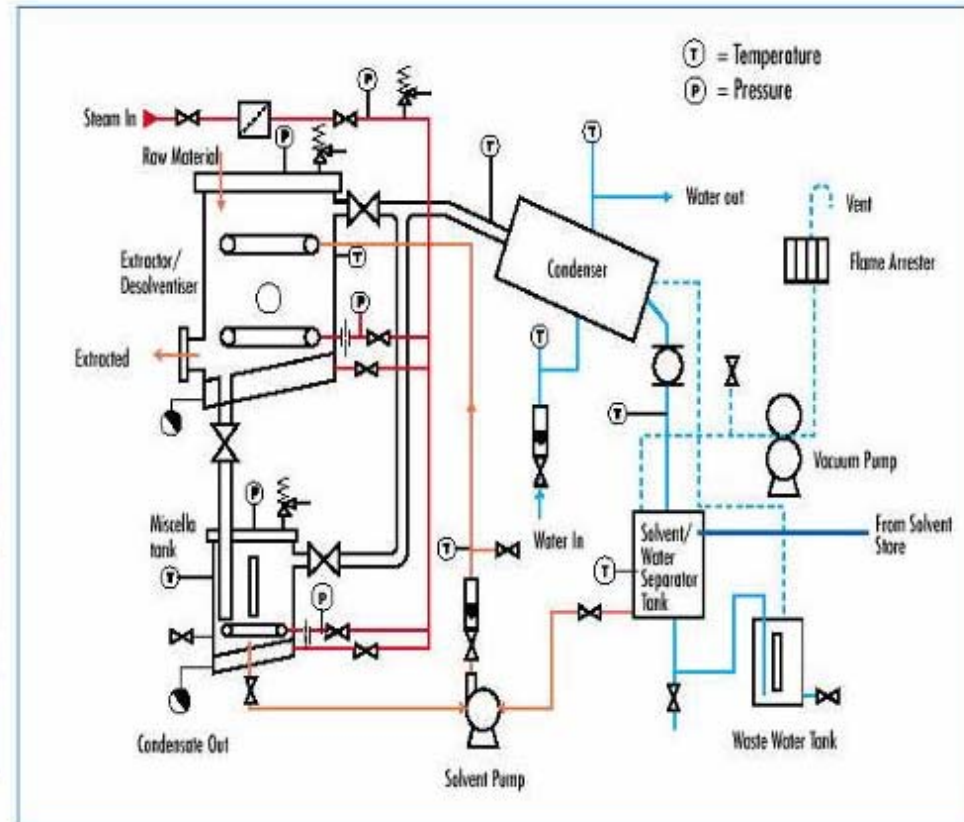 T = Temperature
P = Pressure
Steam In
P
P
Raw Material
T
T
Water out
Vent
Flame Arrester
Condenser
Extractor/
Desolventiser
T
P
Extracted
T
T
Vacuum Pump
Miscella
tank
P
T
T
Water In
Solvent/
Water
Separator
Tank
T
From Solvent
Store
P
Condensate Out
Solvent Pump
Waste Water Tank